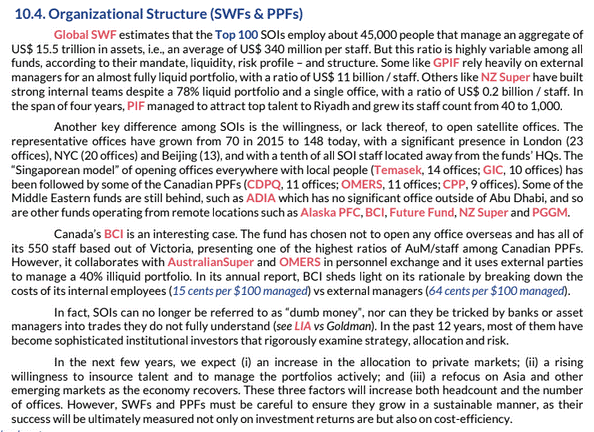 10.4. Organizational Structure (SWFs & PPFs)
Global SWF estimates that the Top 100 SOIs employ about 45,000 people that manage an aggregate of
US$ 15.5 trillion in assets, i.e., an average of US$ 340 million per staff. But this ratio is highly variable among all
funds, according to their mandate, liquidity, risk profile – and structure. Some like GPIF rely heavily on external
managers for an almost fully liquid portfolio, with a ratio of US$ 11 billion / staff. Others like NZ Super have built
strong internal teams despite a 78% liquid portfolio and a single office, with a ratio of US$ 0.2 billion / staff. In
the span of four years, PIF managed to attract top talent to Riyadh and grew its staff count from 40 to 1,000.
Another key difference among SOIs is the willingness, or lack thereof, to open satellite offices. The
representative offices have grown from 70 in 2015 to 148 today, with a significant presence in London (23
offices), NYC (20 offices) and Beijing (13), and with a tenth of all SOI staff located away from the funds' HQs. The
"Singaporean model" of opening offices everywhere with local people (Temasek, 14 offices; GIC, 10 offices) has
been followed by some of the Canadian PPFs (CDPQ, 11 offices; OMERS, 11 offices; CPP, 9 offices). Some of the
Middle Eastern funds are still behind, such as ADIA which has no significant office outside of Abu Dhabi, and so
are other funds operating from remote locations such as Alaska PFC, BCI, Future Fund, NZ Super and PGGM.
Canada's BCI is an interesting case. The fund has chosen not to open any office overseas and has all of
its 550 staff based out of Victoria, presenting one of the highest ratios of AuM/staff among Canadian PPFs.
However, it collaborates with AustralianSuper and OMERS in personnel exchange and it uses external parties
to manage a 40% illiquid portfolio. In its annual report, BCI sheds light on its rationale by breaking down the
costs of its internal employees (15 cents per $100 managed) vs external managers (64 cents per $100 managed).
In fact, SOIs can no longer be referred to as "dumb money", nor can they be tricked by banks or asset
managers into trades they do not fully understand (see LIA vs Goldman). In the past 12 years, most of them have
become sophisticated institutional investors that rigorously examine strategy, allocation and risk.
In the next few years, we expect (i) an increase in the allocation to private markets; (ii) a rising
willingness to insource talent and to manage the portfolios actively; and (iii) a refocus on Asia and other
emerging markets as the economy recovers. These three factors will increase both headcount and the number
of offices. However, SWFs and PPFs must be careful to ensure they grow in a sustainable manner, as their
success will be ultimately measured not only on investment returns are but also on cost-efficiency.